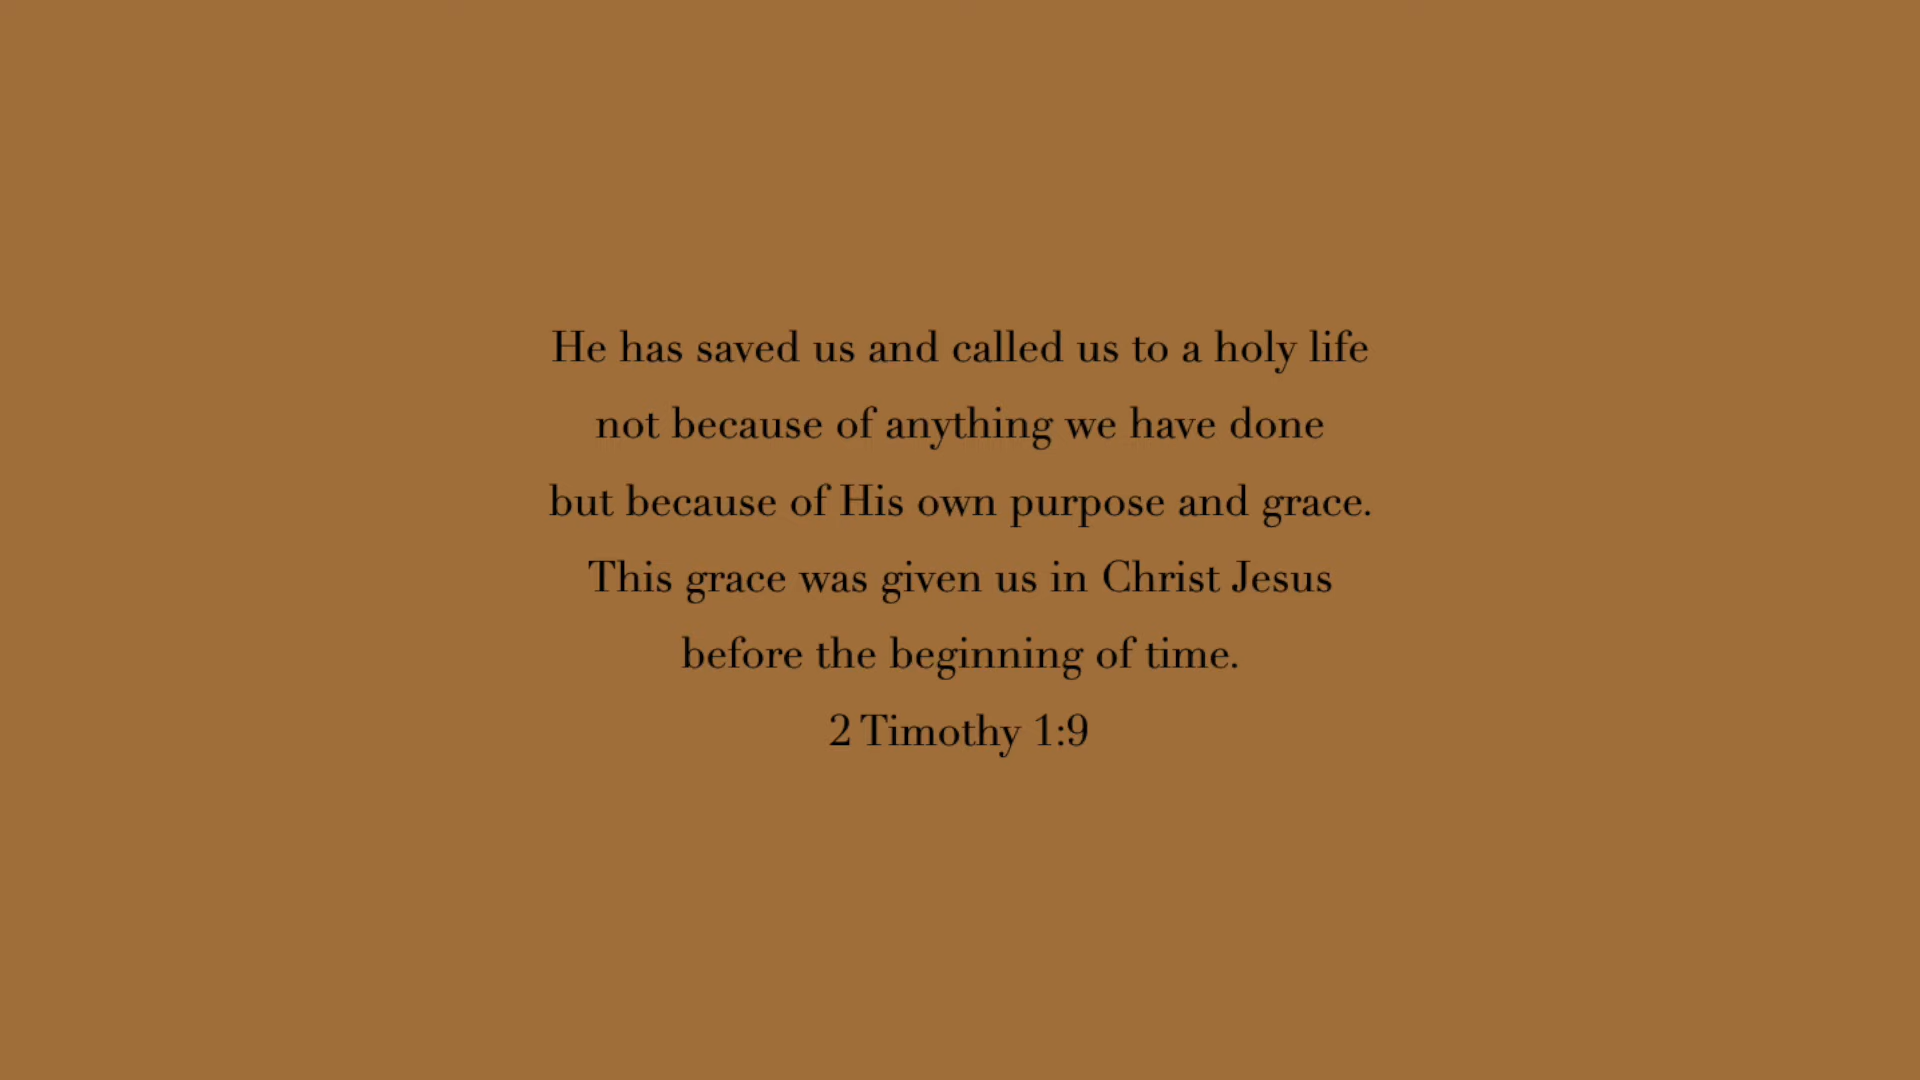 He has saved us and called us to a holy life
not because of anything we have done
but because of His own purpose and grace.
This grace was given us in Christ Jesus
before the beginning of time.
2 Timothy 1:9